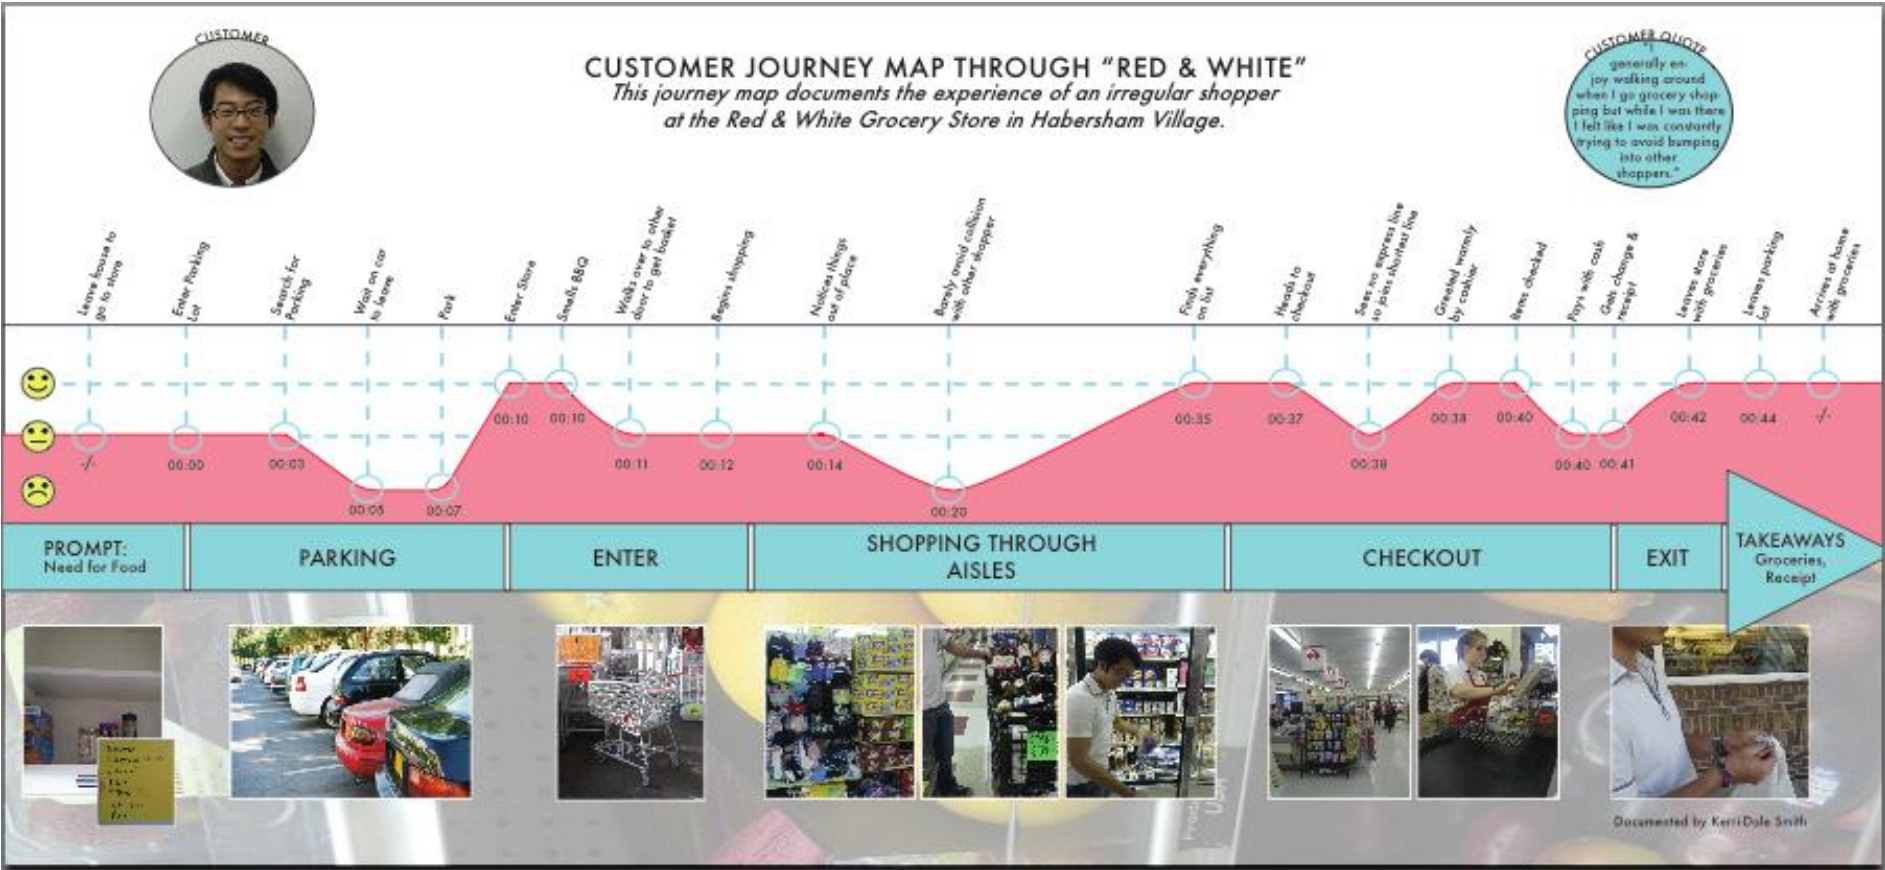 CUSTOMER
CUSTOMER JOURNEY MAP THROUGH “RED & WHITE”
This journey map documents the experience of an irregular shopper
at the Red & White Grocery Store in Habersham Village.
CUSTOMER QUOTE
“I
generally en-
joy walking around
when I go grocery shop-
ping but while I was there
I felt like I was constantly
trying to avoid bumping
into other
shoppers.”
Leave house to
go to store
Enter Parking
Lot
Search for
Parking
Wait on car
to leave
Park
Enter Store
Smells BBQ
Walks over to other
door to get basket
Begins shopping
Notices things
out of place
Barely avoid collision
with other shopper
Finds everything
on list
Heads to
checkout
Sees no express line
so joins shortest line
Greeted warmly
by cashier
Items checked
Pays with cash
Gets change &
receipt
Leaves store
with groceries
Leaves parking
lot
Arrives at home
with groceries
-/-
00:00
00:03
00:05
00:07
00:10
00:10
00:11
00:12
00:14
00:20
00:35
00:37
00:38
00:38
00:40
00:40
00:41
00:42
00:44
-/-
PROMPT:
Need for Food
PARKING
ENTER
SHOPPING THROUGH
AISLES
CHECKOUT
EXIT
TAKEAWAYS
Groceries,
Receipt
Documented by Kerri-Dale Smith